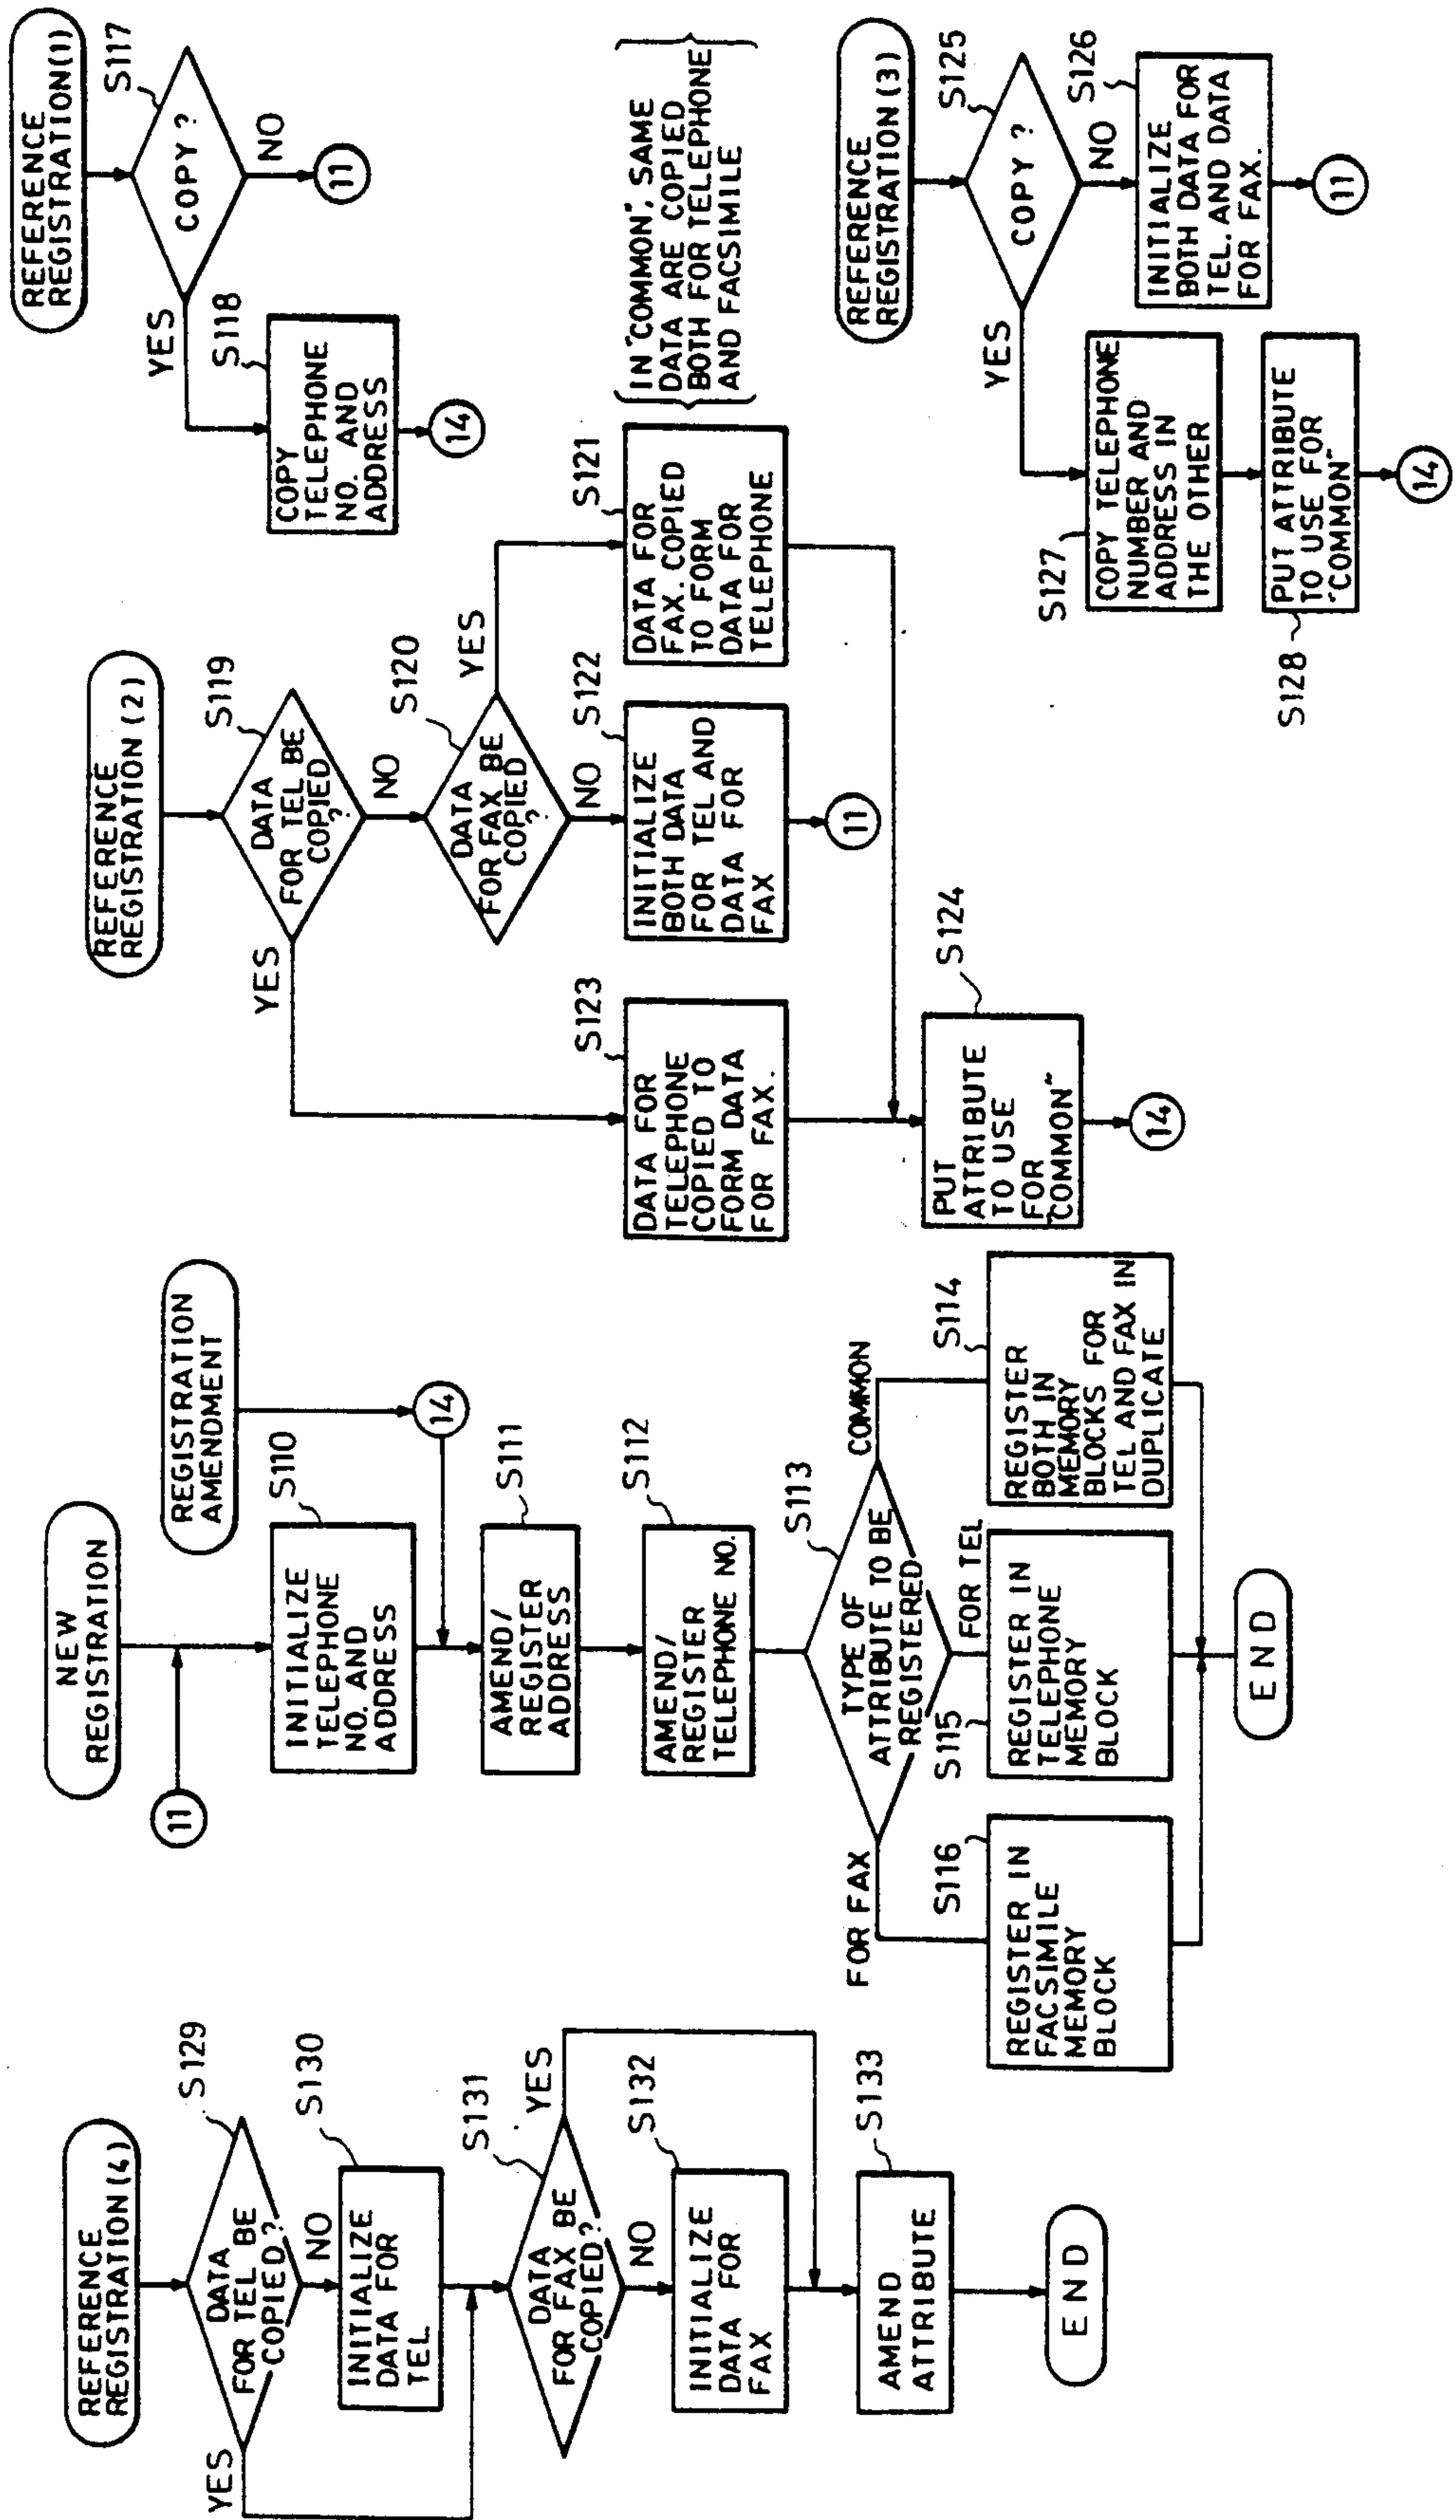 REFERENCE
REGISTRATION (4)
S129
DATA
FOR TEL BE
COPIED?
YES
NO
S130
INITIALIZE
DATA FOR
TEL
S131
DATA
FOR FAX BE
COPIED?
YES
NO
S132
INITIALIZE
DATA FOR
FAX
S133
AMEND
ATTRIBUTE
END
NEW
REGISTRATION
11
REGISTRATION
AMENDMENT
S110
INITIALIZE
TELEPHONE
NO. AND
ADDRESS
14
S111
AMEND/
REGISTER
ADDRESS
S112
AMEND/
REGISTER
TELEPHONE NO.
S113
TYPE OF
ATTRIBUTE TO BE
REGISTERED
FOR FAX
FOR TEL
COMMON
S116
REGISTER IN
FACSIMILE
MEMORY
BLOCK
S115
REGISTER IN
TELEPHONE
MEMORY
BLOCK
S114
REGISTER
BOTH IN
MEMORY
BLOCKS FOR
TEL AND FAX IN
DUPLICATE
END
REFERENCE
REGISTRATION (2)
S119
DATA
FOR TEL BE
COPIED
?
YES
NO
S120
DATA
FOR FAX BE
COPIED
?
YES
NO
S123
DATA FOR
TELEPHONE
COPIED TO
FORM DATA
FOR FAX.
S122
INITIALIZE
BOTH DATA
FOR TEL AND
DATA FOR
FAX
11
S121
DATA FOR
FAX. COPIED
TO FORM
DATA FOR
TELEPHONE
S124
PUT
ATTRIBUTE
TO USE
FOR
"COMMON"
14
REFERENCE
REGISTRATION(1)
S117
COPY ?
YES
NO
11
S118
COPY
TELEPHONE
NO. AND
ADDRESS
14
IN "COMMON", SAME
DATA ARE COPIED
BOTH FOR TELEPHONE
AND FACSIMILE
REFERENCE
REGISTRATION (3)
S125
COPY ?
YES
NO
S126
INITIALIZE
BOTH DATA FOR
TEL. AND DATA
FOR FAX.
11
S127
COPY TELEPHONE
NUMBER AND
ADDRESS IN
THE OTHER
S128
PUT ATTRIBUTE
TO USE FOR
"COMMON"
14